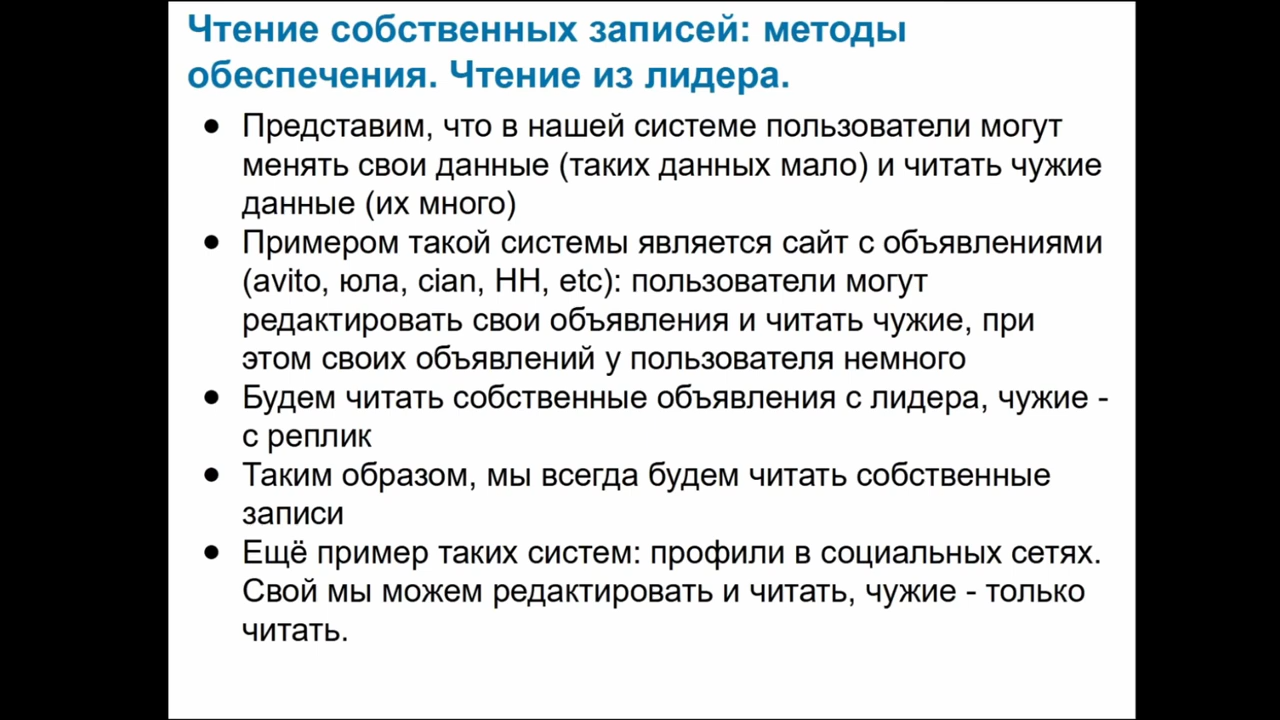 Чтение собственных записей: методы
обеспечения. Чтение из лидера.
● Представим, что в нашей системе пользователи могут
менять свои данные (таких данных мало) и читать чужие
данные (их много)
● Примером такой системы является сайт с объявлениями
(avito, юла, cian, HH, etc): пользователи могут
редактировать свои объявления и читать чужие, при
этом своих объявлений у пользователя немного
● Будем читать собственные объявления с лидера, чужие -
с реплик
● Таким образом, мы всегда будем читать собственные
записи
● Ещё пример таких систем: профили в социальных сетях.
Свой мы можем редактировать и читать, чужие - только
читать.